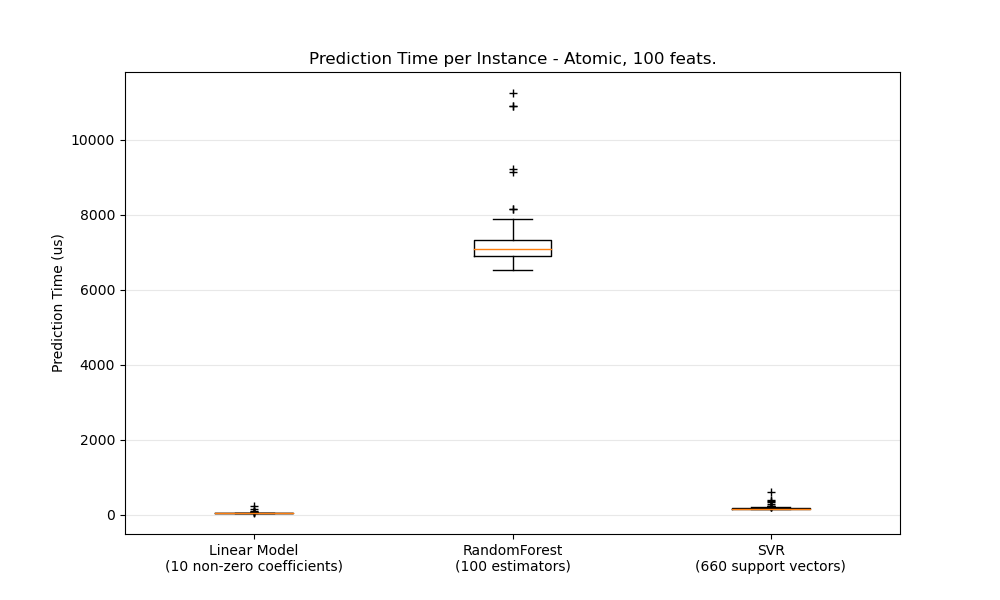 Prediction Time per Instance - Atomic, 100 feats.
Prediction Time (us)
10000
8000
6000
4000
2000
0
Linear Model
(10 non-zero coefficients)
RandomForest
(100 estimators)
SVR
(660 support vectors)